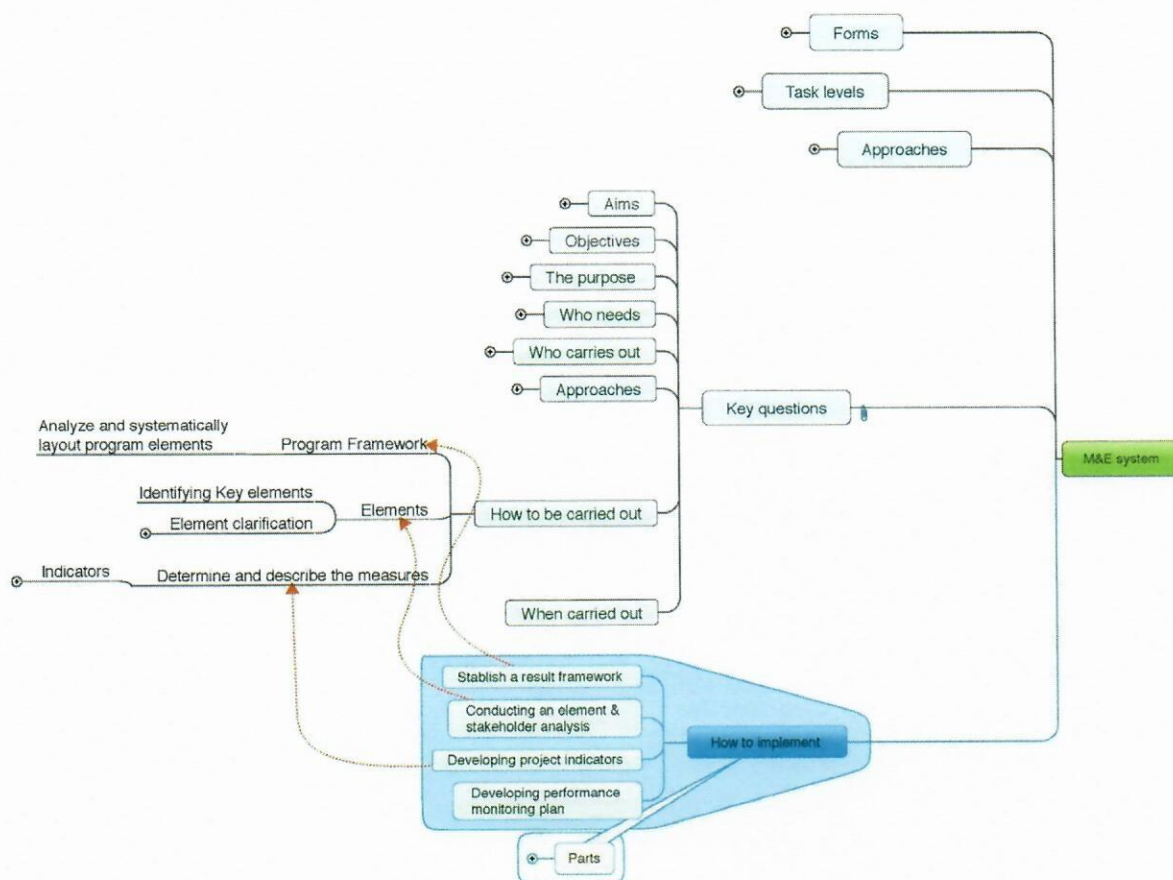 Forms
Task levels
Approaches
Aims
Objectives
The purpose
Who needs
Who carries out
Approaches
Key questions
Analyze and systematically
layout program elements
Program Framework
M&E system
Identifying Key elements
Elements
How to be carried out
Element clarification
Indicators
Determine and describe the measures
When carried out
Stablish a result framework
Conducting an element &
stakeholder analysis
How to implement
Developing project indicators
Developing performance
monitoring plan
Parts